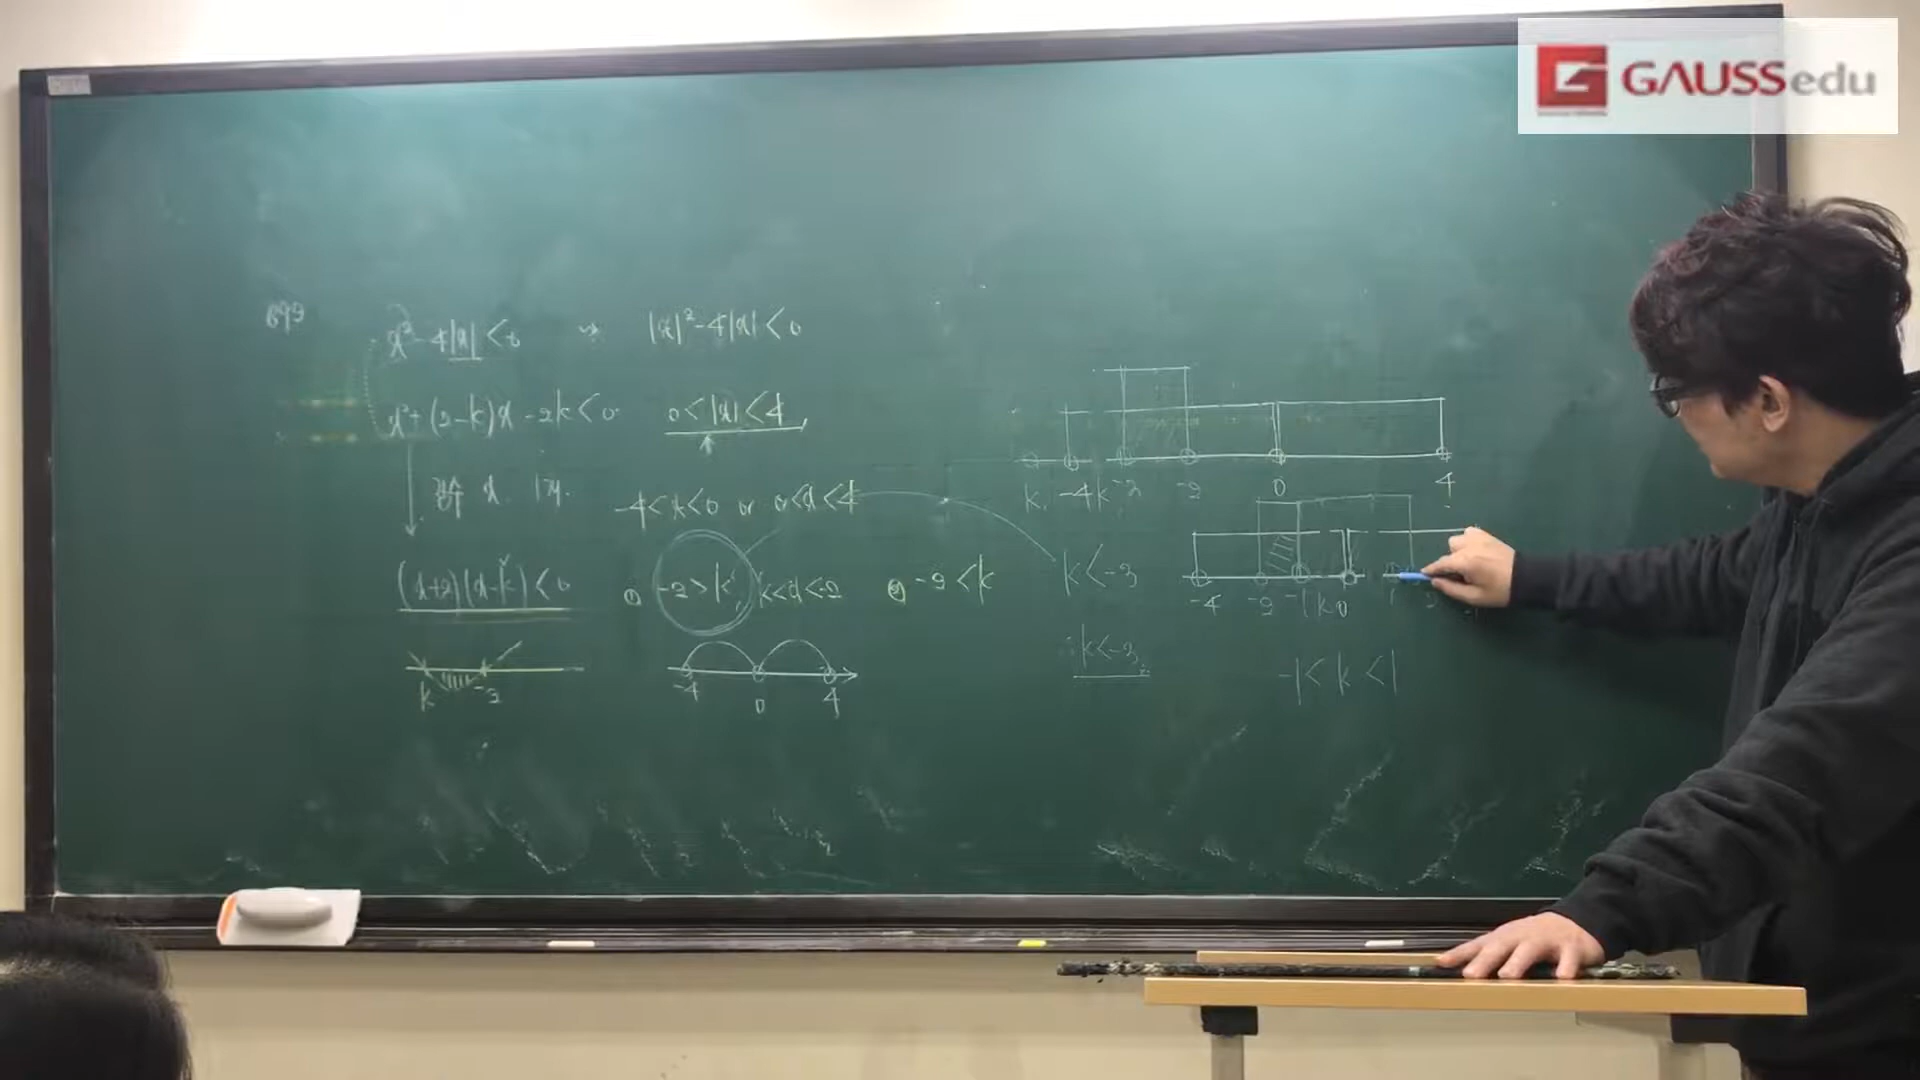 GAUSSedu
699
x²-4|x|<0
|x|²-4|x|<0
x²+(2-k)x-2k<0
0<|x|<4
정수 x.
-4<x<0 or 0<x<4
(x+2)(x-k)<0
① -2>k, k<x<-2
② -2<k
k -2
-4 0 4
k -4 k -3 -2 0 4
k<-3
-4 -2 -1 k 0 1
∴k<-3
-1<k<1